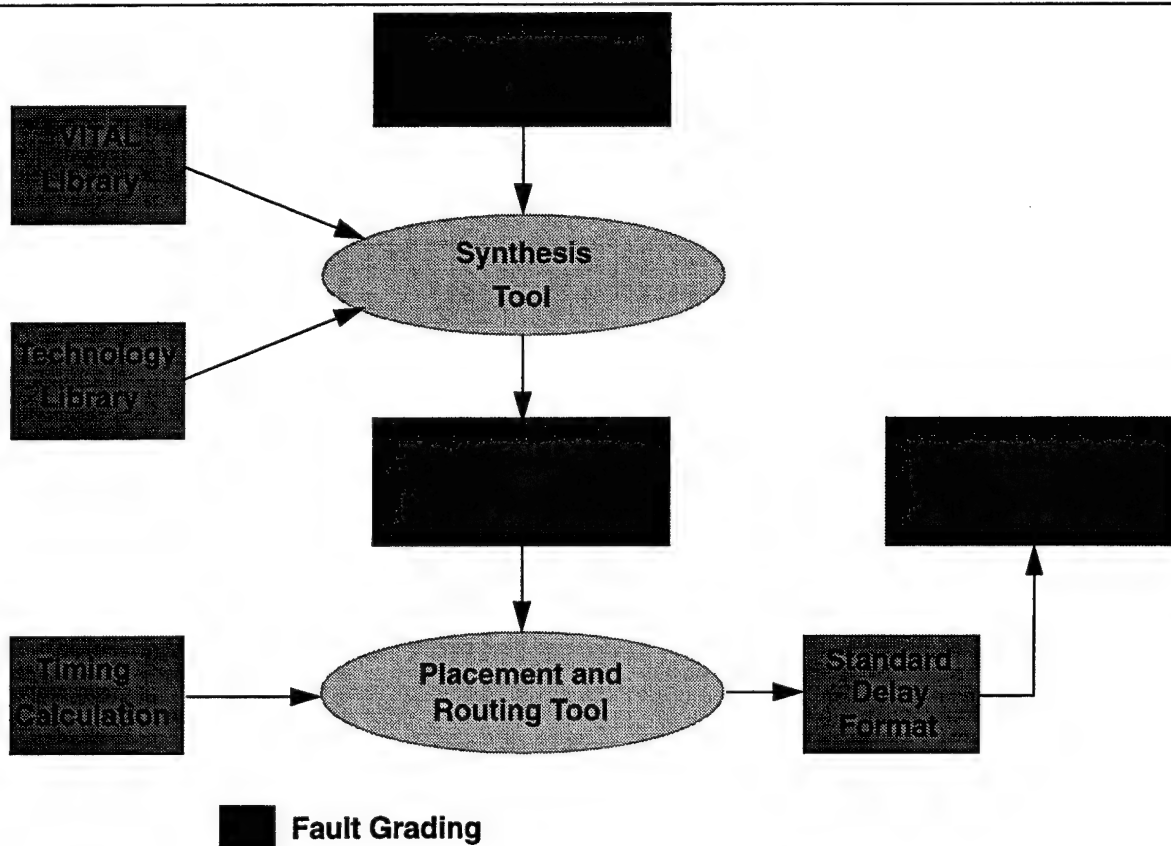 VITAL
Library
Synthesis
Tool
Technology
Library
Timing
Calculation
Placement and
Routing Tool
Standard
Delay
Format
Fault Grading